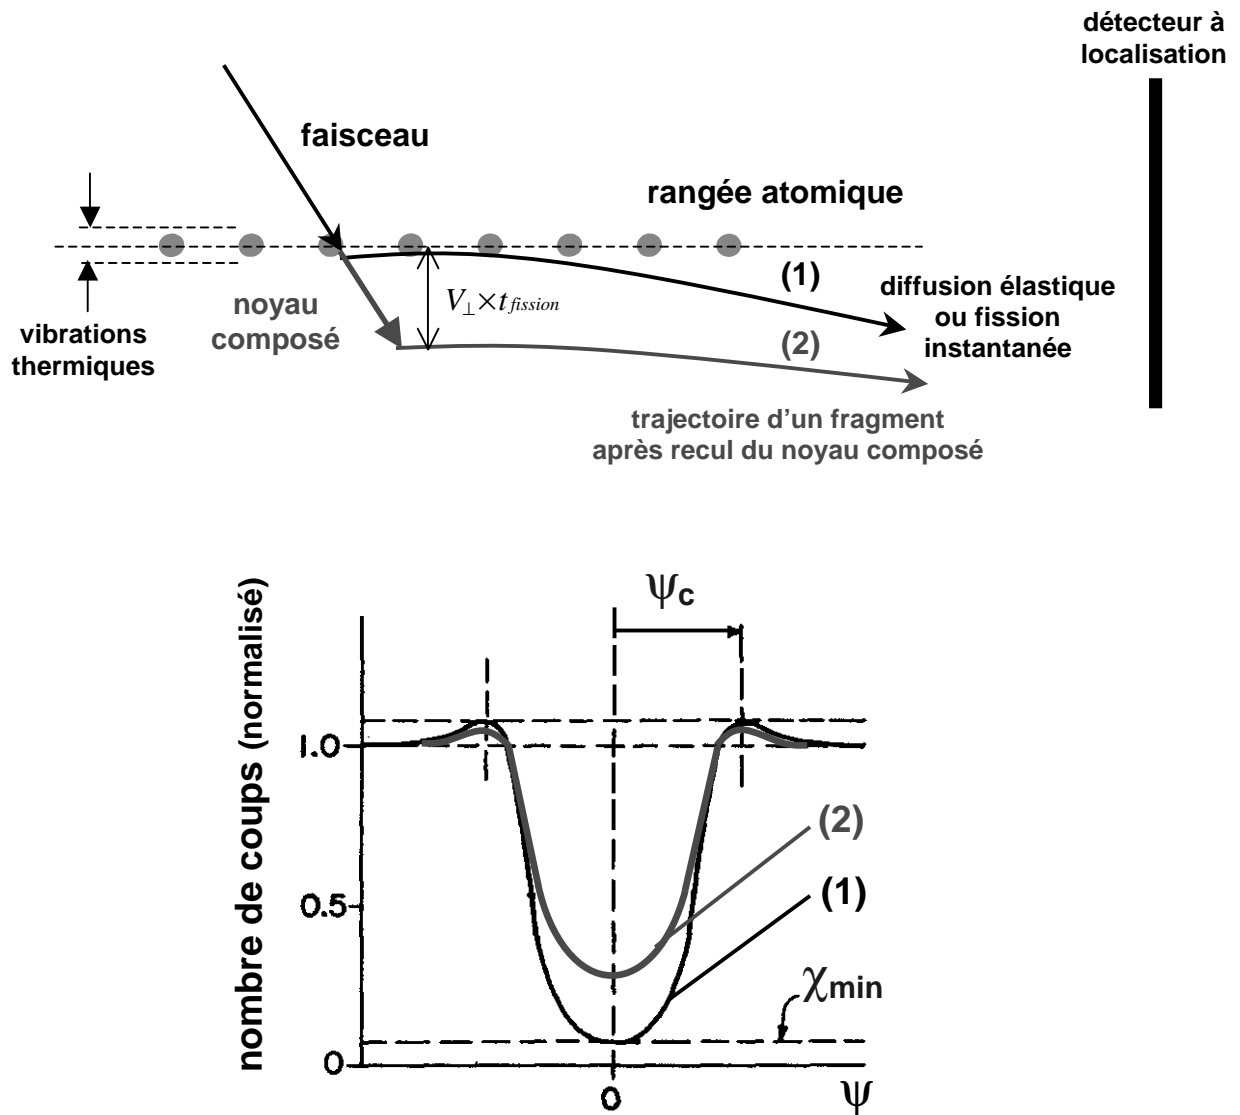 détecteur à
localisation
faisceau
rangée atomique
(1)
diffusion élastique
ou fission
instantanée
noyau
composé
V⊥×t fission
vibrations
thermiques
(2)
trajectoire d'un fragment
après recul du noyau composé
nombre de coups (normalisé)
ψc
1.0
(2)
(1)
0.5
χmin
0
0
ψ